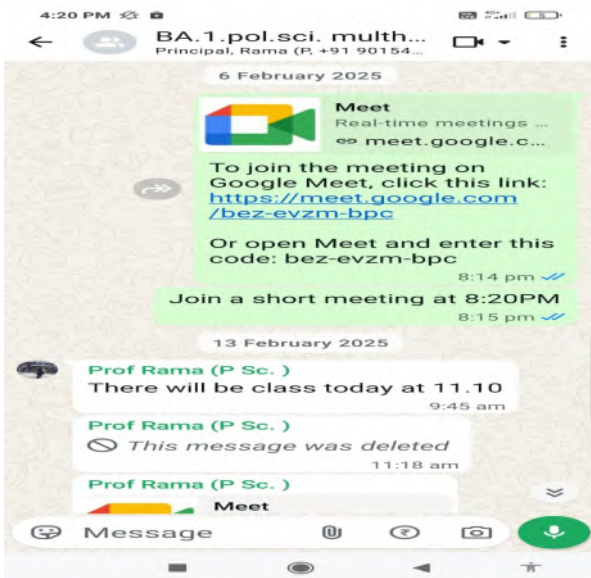 4:20 PM
BA.1.pol.sci. multh...
Principal, Rama (P, +91 90154...
6 February 2025
Meet
Real-time meetings ...
meet.google.c...
To join the meeting on
Google Meet, click this link:
https://meet.google.com
/bez-evzm-bpc
Or open Meet and enter this
code: bez-evzm-bpc
8:14 pm
Join a short meeting at 8:20PM
8:15 pm
13 February 2025
Prof Rama (P Sc. )
There will be class today at 11.10
9:45 am
Prof Rama (P Sc. )
This message was deleted
11:18 am
Prof Rama (P Sc. )
Meet
Message